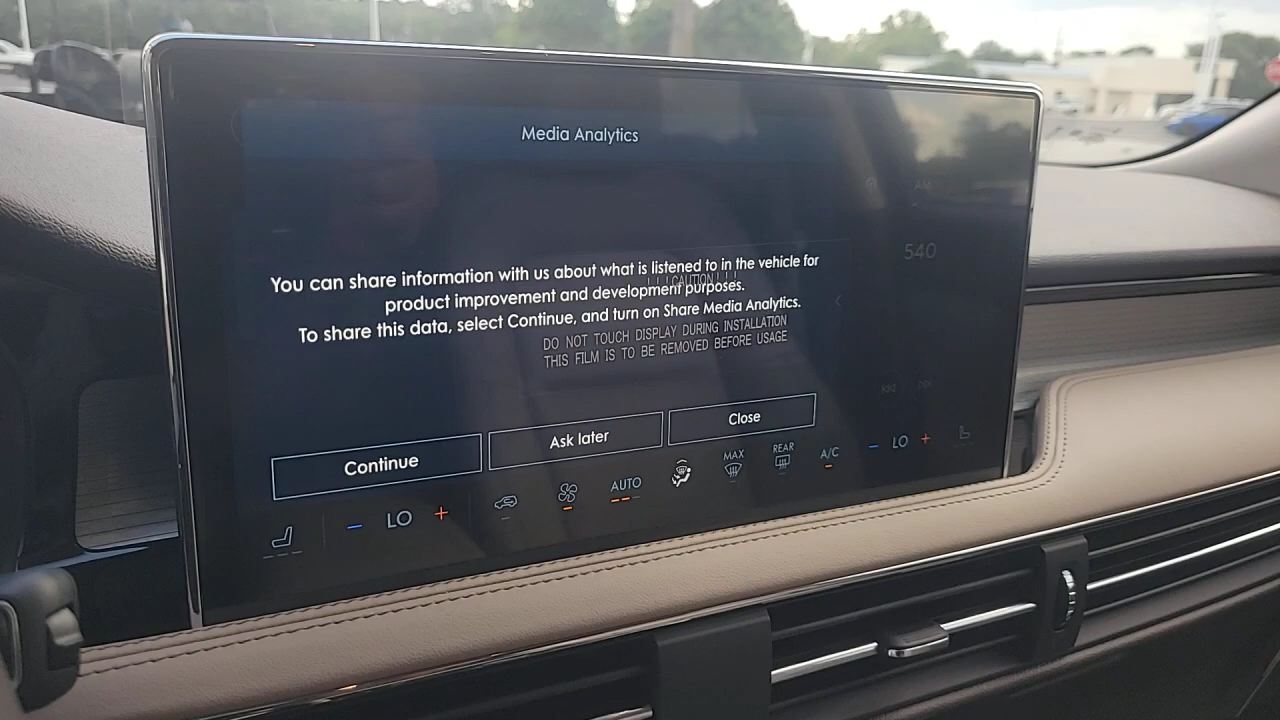 Media Analytics
AM
540
You can share information with us about what is listened to in the vehicle for
product improvement and development purposes.
To share this data, select Continue, and turn on Share Media Analytics.
! ! ! CAUTION ! ! !
DO NOT TOUCH DISPLAY DURING INSTALLATION
THIS FILM IS TO BE REMOVED BEFORE USAGE
Continue
Ask later
Close
LO
AUTO
MAX
REAR
A/C
LO